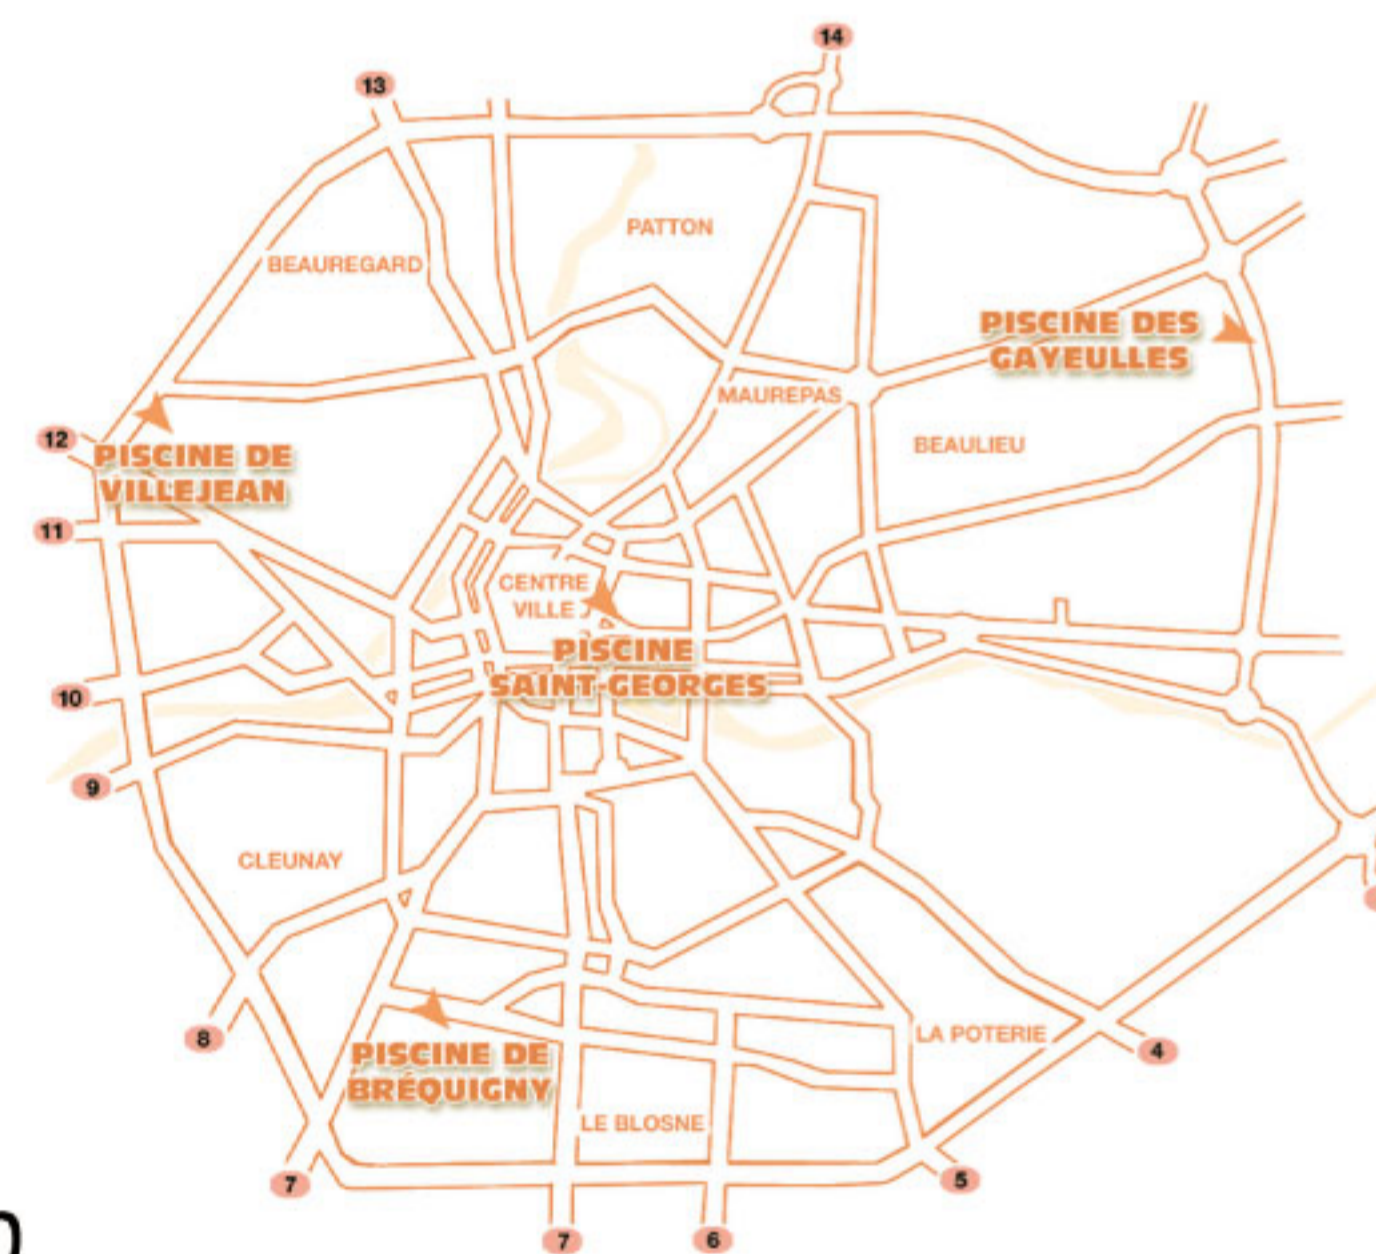 14
13
PATTON
BEAUREGARD
PISCINE DES
GAYEULLES
MAUREPAS
BEAULIEU
12
PISCINE DE
VILLEJEAN
11
CENTRE
VILLE
PISCINE
SAINT-GEORGES
10
9
CLEUNAY
8
LA POTERIE
4
PISCINE DE
BRÉQUIGNY
LE BLOSNE
7
5
7
6